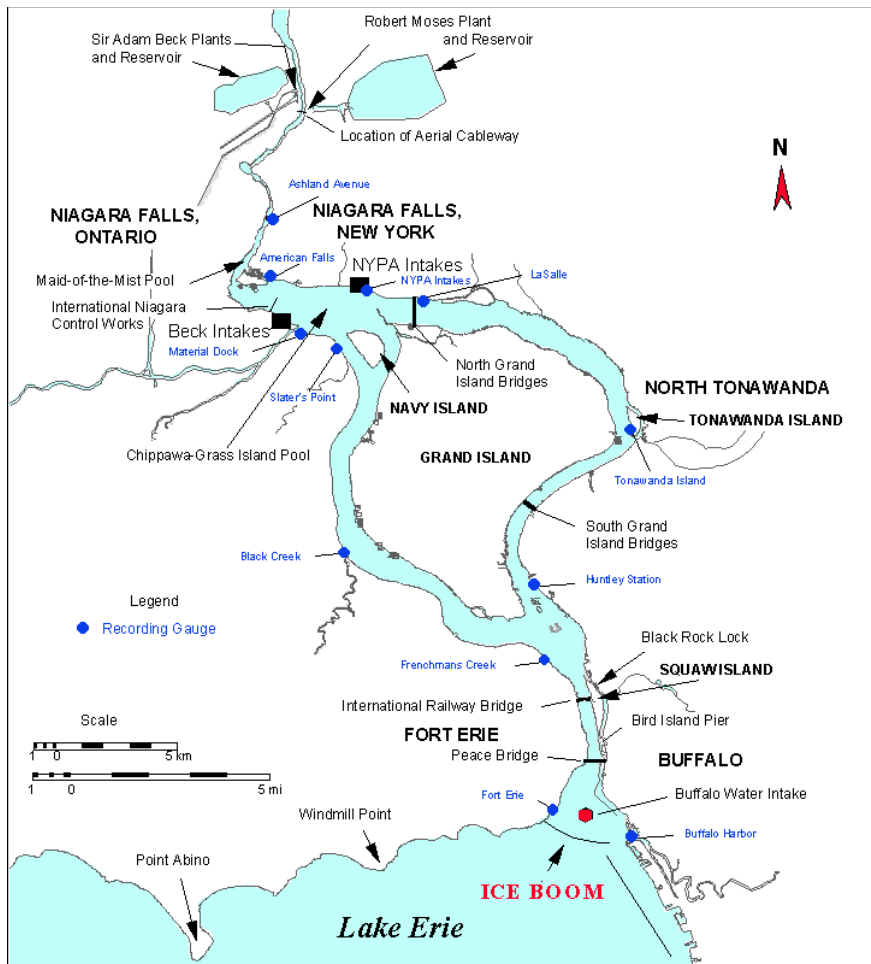 Sir Adam Beck Plants
and Reservoir
Robert Moses Plant
and Reservoir
Location of Aerial Cableway
N
Ashland Avenue
NIAGARA FALLS,
ONTARIO
NIAGARA FALLS,
NEW YORK
American Falls
NYPA Intakes
NYPA Intakes
LaSalle
Maid-of-the-Mist Pool
International Niagara
Control Works
Beck Intakes
Material Dock
Slater's Point
North Grand
Island Bridges
NAVY ISLAND
NORTH TONAWANDA
TONAWANDA ISLAND
Chippawa-Grass Island Pool
GRAND ISLAND
Tonawanda Island
South Grand
Island Bridges
Black Creek
Huntley Station
Legend
Recording Gauge
Black Rock Lock
Frenchmans Creek
SQUAW ISLAND
International Railway Bridge
Bird Island Pier
Scale
1 0 5 km
1 0 5 mi
FORT ERIE
Peace Bridge
BUFFALO
Fort Erie
Buffalo Water Intake
Windmill Point
Buffalo Harbor
Point Abino
ICE BOOM
Lake Erie